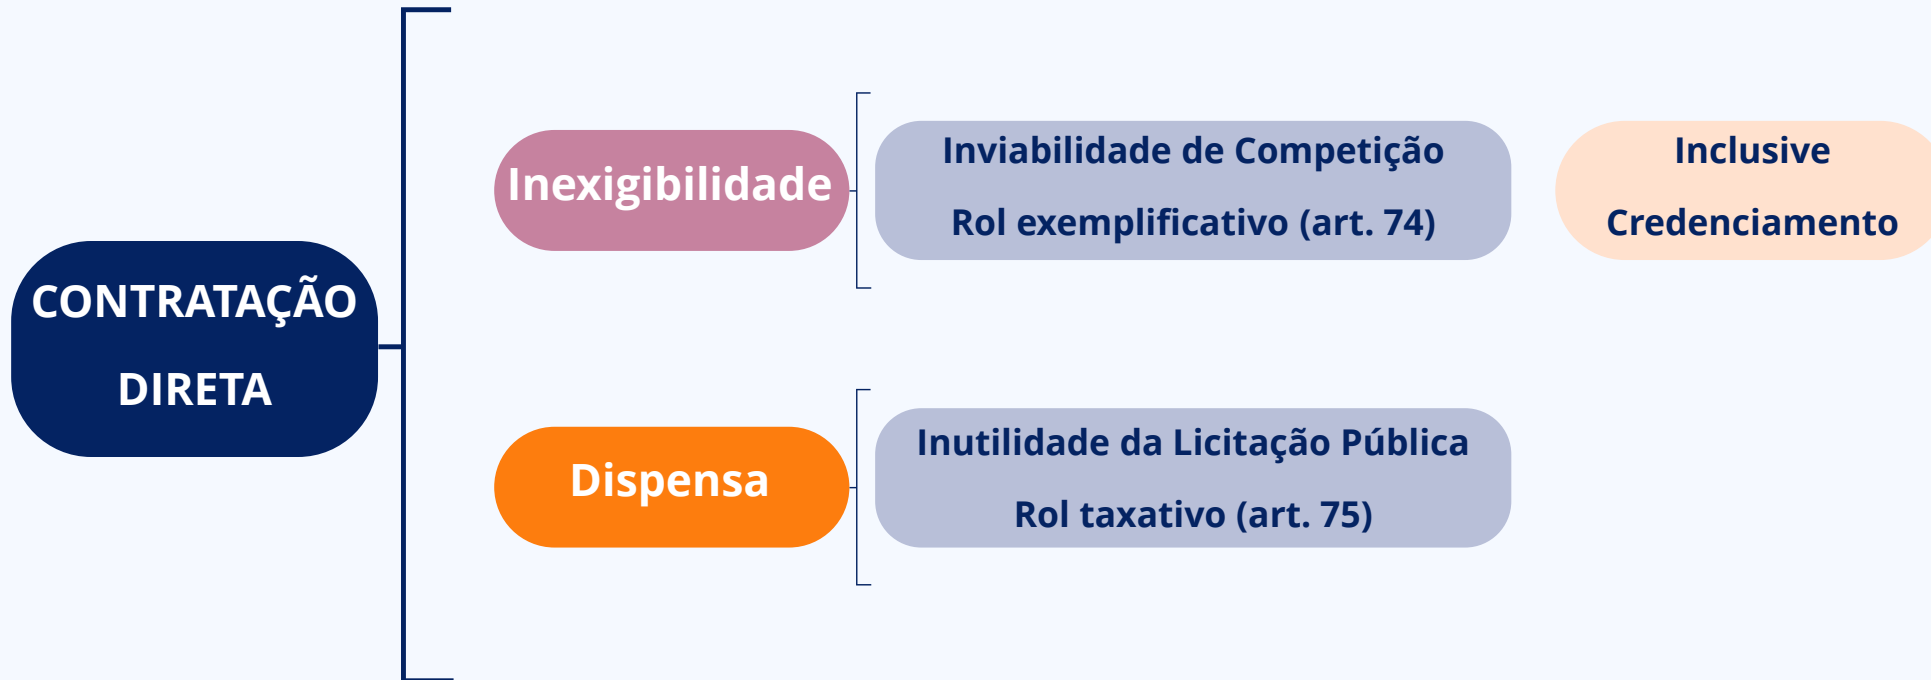 CONTRATAÇÃO
DIRETA
Inexigibilidade
Inviabilidade de Competição
Rol exemplificativo (art. 74)
Inclusive
Credenciamento
Dispensa
Inutilidade da Licitação Pública
Rol taxativo (art. 75)